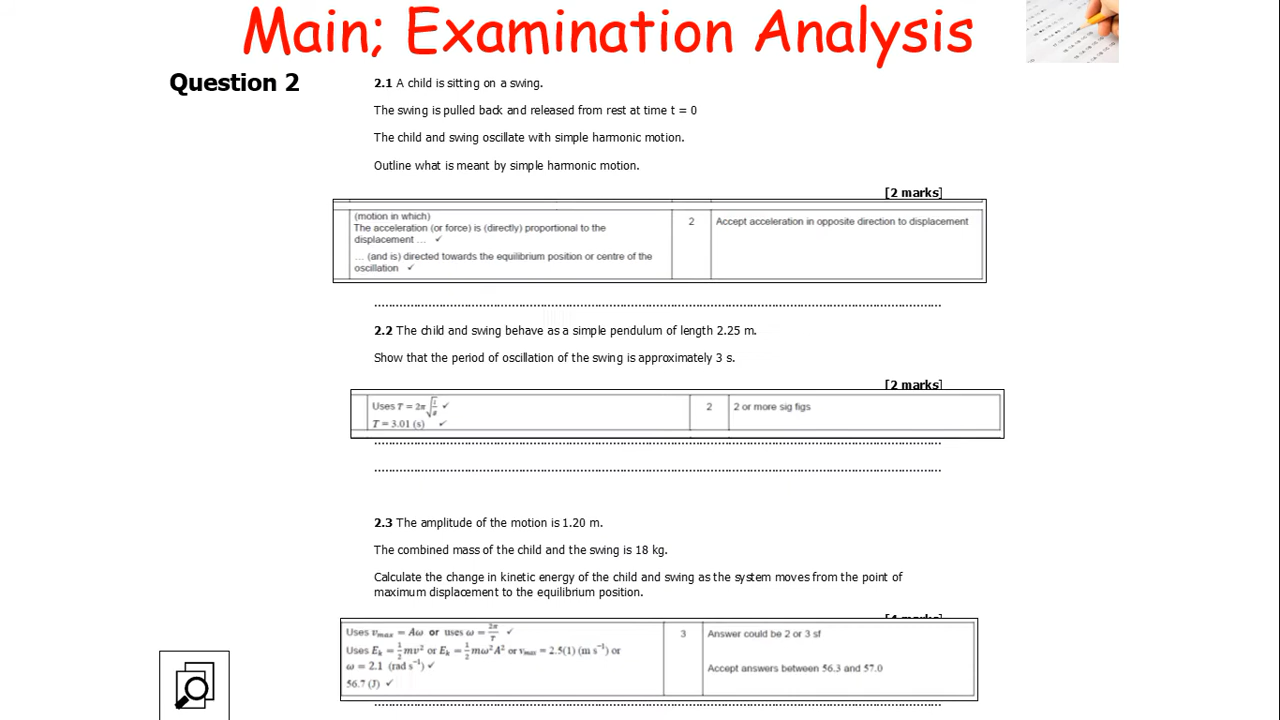 Main; Examination Analysis
Question 2
2.1 A child is sitting on a swing.
The swing is pulled back and released from rest at time t = 0
The child and swing oscillate with simple harmonic motion.
Outline what is meant by simple harmonic motion.
[2 marks]
(motion in which)
The acceleration (or force) is (directly) proportional to the
displacement … ✓
… (and is) directed towards the equilibrium position or centre of the
oscillation ✓
2
Accept acceleration in opposite direction to displacement
2.2 The child and swing behave as a simple pendulum of length 2.25 m.
Show that the period of oscillation of the swing is approximately 3 s.
[2 marks]
Uses T = 2π √(l/g) ✓
T = 3.01 (s) ✓
2
2 or more sig figs
2.3 The amplitude of the motion is 1.20 m.
The combined mass of the child and the swing is 18 kg.
Calculate the change in kinetic energy of the child and swing as the system moves from the point of
maximum displacement to the equilibrium position.
[4 marks]
Uses vmax = Aω or uses ω = 2π/T ✓
Uses Ek = 1/2 mv² or Ek = 1/2 mω²A² or vmax = 2.5(1) (m s⁻¹) or
ω = 2.1 (rad s⁻¹) ✓
56.7 (J) ✓
3
Answer could be 2 or 3 sf
Accept answers between 56.3 and 57.0